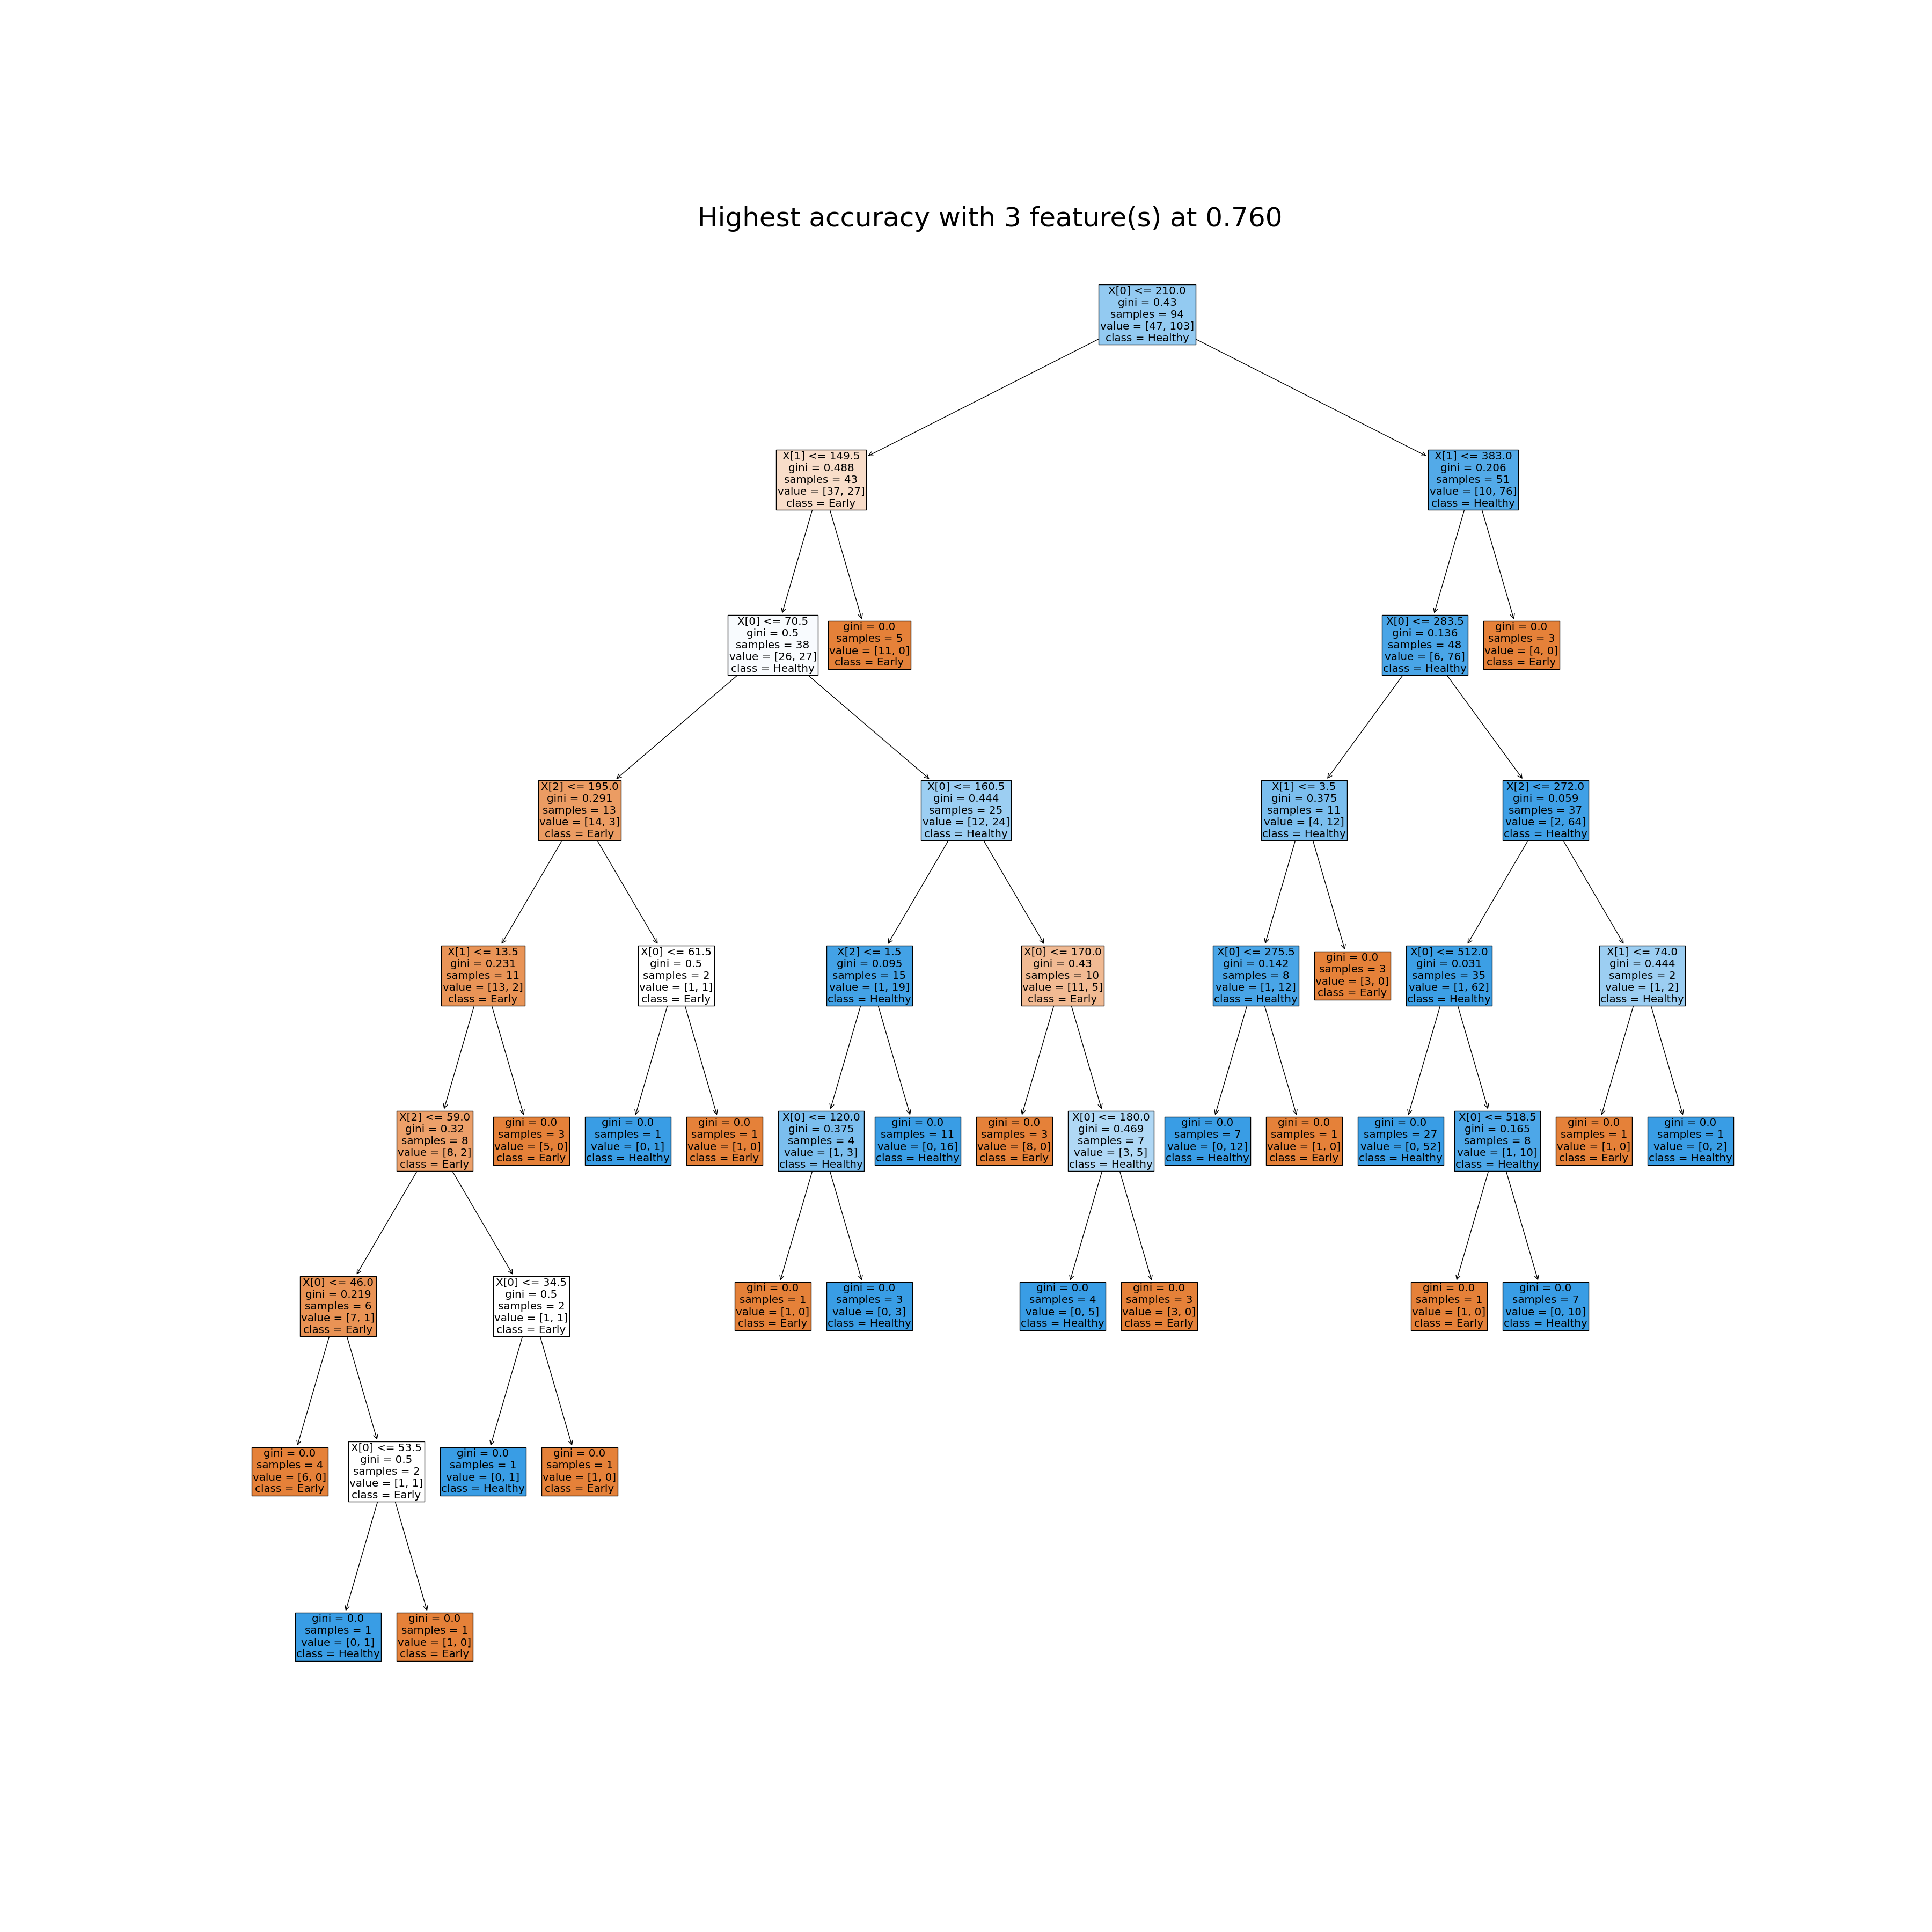 Highest accuracy with 3 feature(s) at 0.760
X[0] <= 210.0
gini = 0.43
samples = 94
value = [47, 103]
class = Healthy
X[1] <= 149.5
gini = 0.488
samples = 43
value = [37, 27]
class = Early
X[1] <= 383.0
gini = 0.206
samples = 51
value = [10, 76]
class = Healthy
X[0] <= 70.5
gini = 0.5
samples = 38
value = [26, 27]
class = Healthy
gini = 0.0
samples = 5
value = [11, 0]
class = Early
X[0] <= 283.5
gini = 0.136
samples = 48
value = [6, 76]
class = Healthy
gini = 0.0
samples = 3
value = [4, 0]
class = Early
X[2] <= 195.0
gini = 0.291
samples = 13
value = [14, 3]
class = Early
X[0] <= 160.5
gini = 0.444
samples = 25
value = [12, 24]
class = Healthy
X[1] <= 3.5
gini = 0.375
samples = 11
value = [4, 12]
class = Healthy
X[2] <= 272.0
gini = 0.059
samples = 37
value = [2, 64]
class = Healthy
X[1] <= 13.5
gini = 0.231
samples = 11
value = [13, 2]
class = Early
X[0] <= 61.5
gini = 0.5
samples = 2
value = [1, 1]
class = Early
X[2] <= 1.5
gini = 0.095
samples = 15
value = [1, 19]
class = Healthy
X[0] <= 170.0
gini = 0.43
samples = 10
value = [11, 5]
class = Early
X[0] <= 275.5
gini = 0.142
samples = 8
value = [1, 12]
class = Healthy
gini = 0.0
samples = 3
value = [3, 0]
class = Early
X[0] <= 512.0
gini = 0.031
samples = 35
value = [1, 62]
class = Healthy
X[1] <= 74.0
gini = 0.444
samples = 2
value = [1, 2]
class = Healthy
X[2] <= 59.0
gini = 0.32
samples = 8
value = [8, 2]
class = Early
gini = 0.0
samples = 3
value = [5, 0]
class = Early
gini = 0.0
samples = 1
value = [0, 1]
class = Healthy
gini = 0.0
samples = 1
value = [1, 0]
class = Early
X[0] <= 120.0
gini = 0.375
samples = 4
value = [1, 3]
class = Healthy
gini = 0.0
samples = 11
value = [0, 16]
class = Healthy
gini = 0.0
samples = 3
value = [8, 0]
class = Early
X[0] <= 180.0
gini = 0.469
samples = 7
value = [3, 5]
class = Healthy
gini = 0.0
samples = 7
value = [0, 12]
class = Healthy
gini = 0.0
samples = 1
value = [1, 0]
class = Early
gini = 0.0
samples = 27
value = [0, 52]
class = Healthy
X[0] <= 518.5
gini = 0.165
samples = 8
value = [1, 10]
class = Healthy
gini = 0.0
samples = 1
value = [1, 0]
class = Early
gini = 0.0
samples = 1
value = [0, 2]
class = Healthy
X[0] <= 46.0
gini = 0.219
samples = 6
value = [7, 1]
class = Early
X[0] <= 34.5
gini = 0.5
samples = 2
value = [1, 1]
class = Early
gini = 0.0
samples = 1
value = [1, 0]
class = Early
gini = 0.0
samples = 3
value = [0, 3]
class = Healthy
gini = 0.0
samples = 4
value = [0, 5]
class = Healthy
gini = 0.0
samples = 3
value = [3, 0]
class = Early
gini = 0.0
samples = 1
value = [1, 0]
class = Early
gini = 0.0
samples = 7
value = [0, 10]
class = Healthy
gini = 0.0
samples = 4
value = [6, 0]
class = Early
X[0] <= 53.5
gini = 0.5
samples = 2
value = [1, 1]
class = Early
gini = 0.0
samples = 1
value = [0, 1]
class = Healthy
gini = 0.0
samples = 1
value = [1, 0]
class = Early
gini = 0.0
samples = 1
value = [0, 1]
class = Healthy
gini = 0.0
samples = 1
value = [1, 0]
class = Early